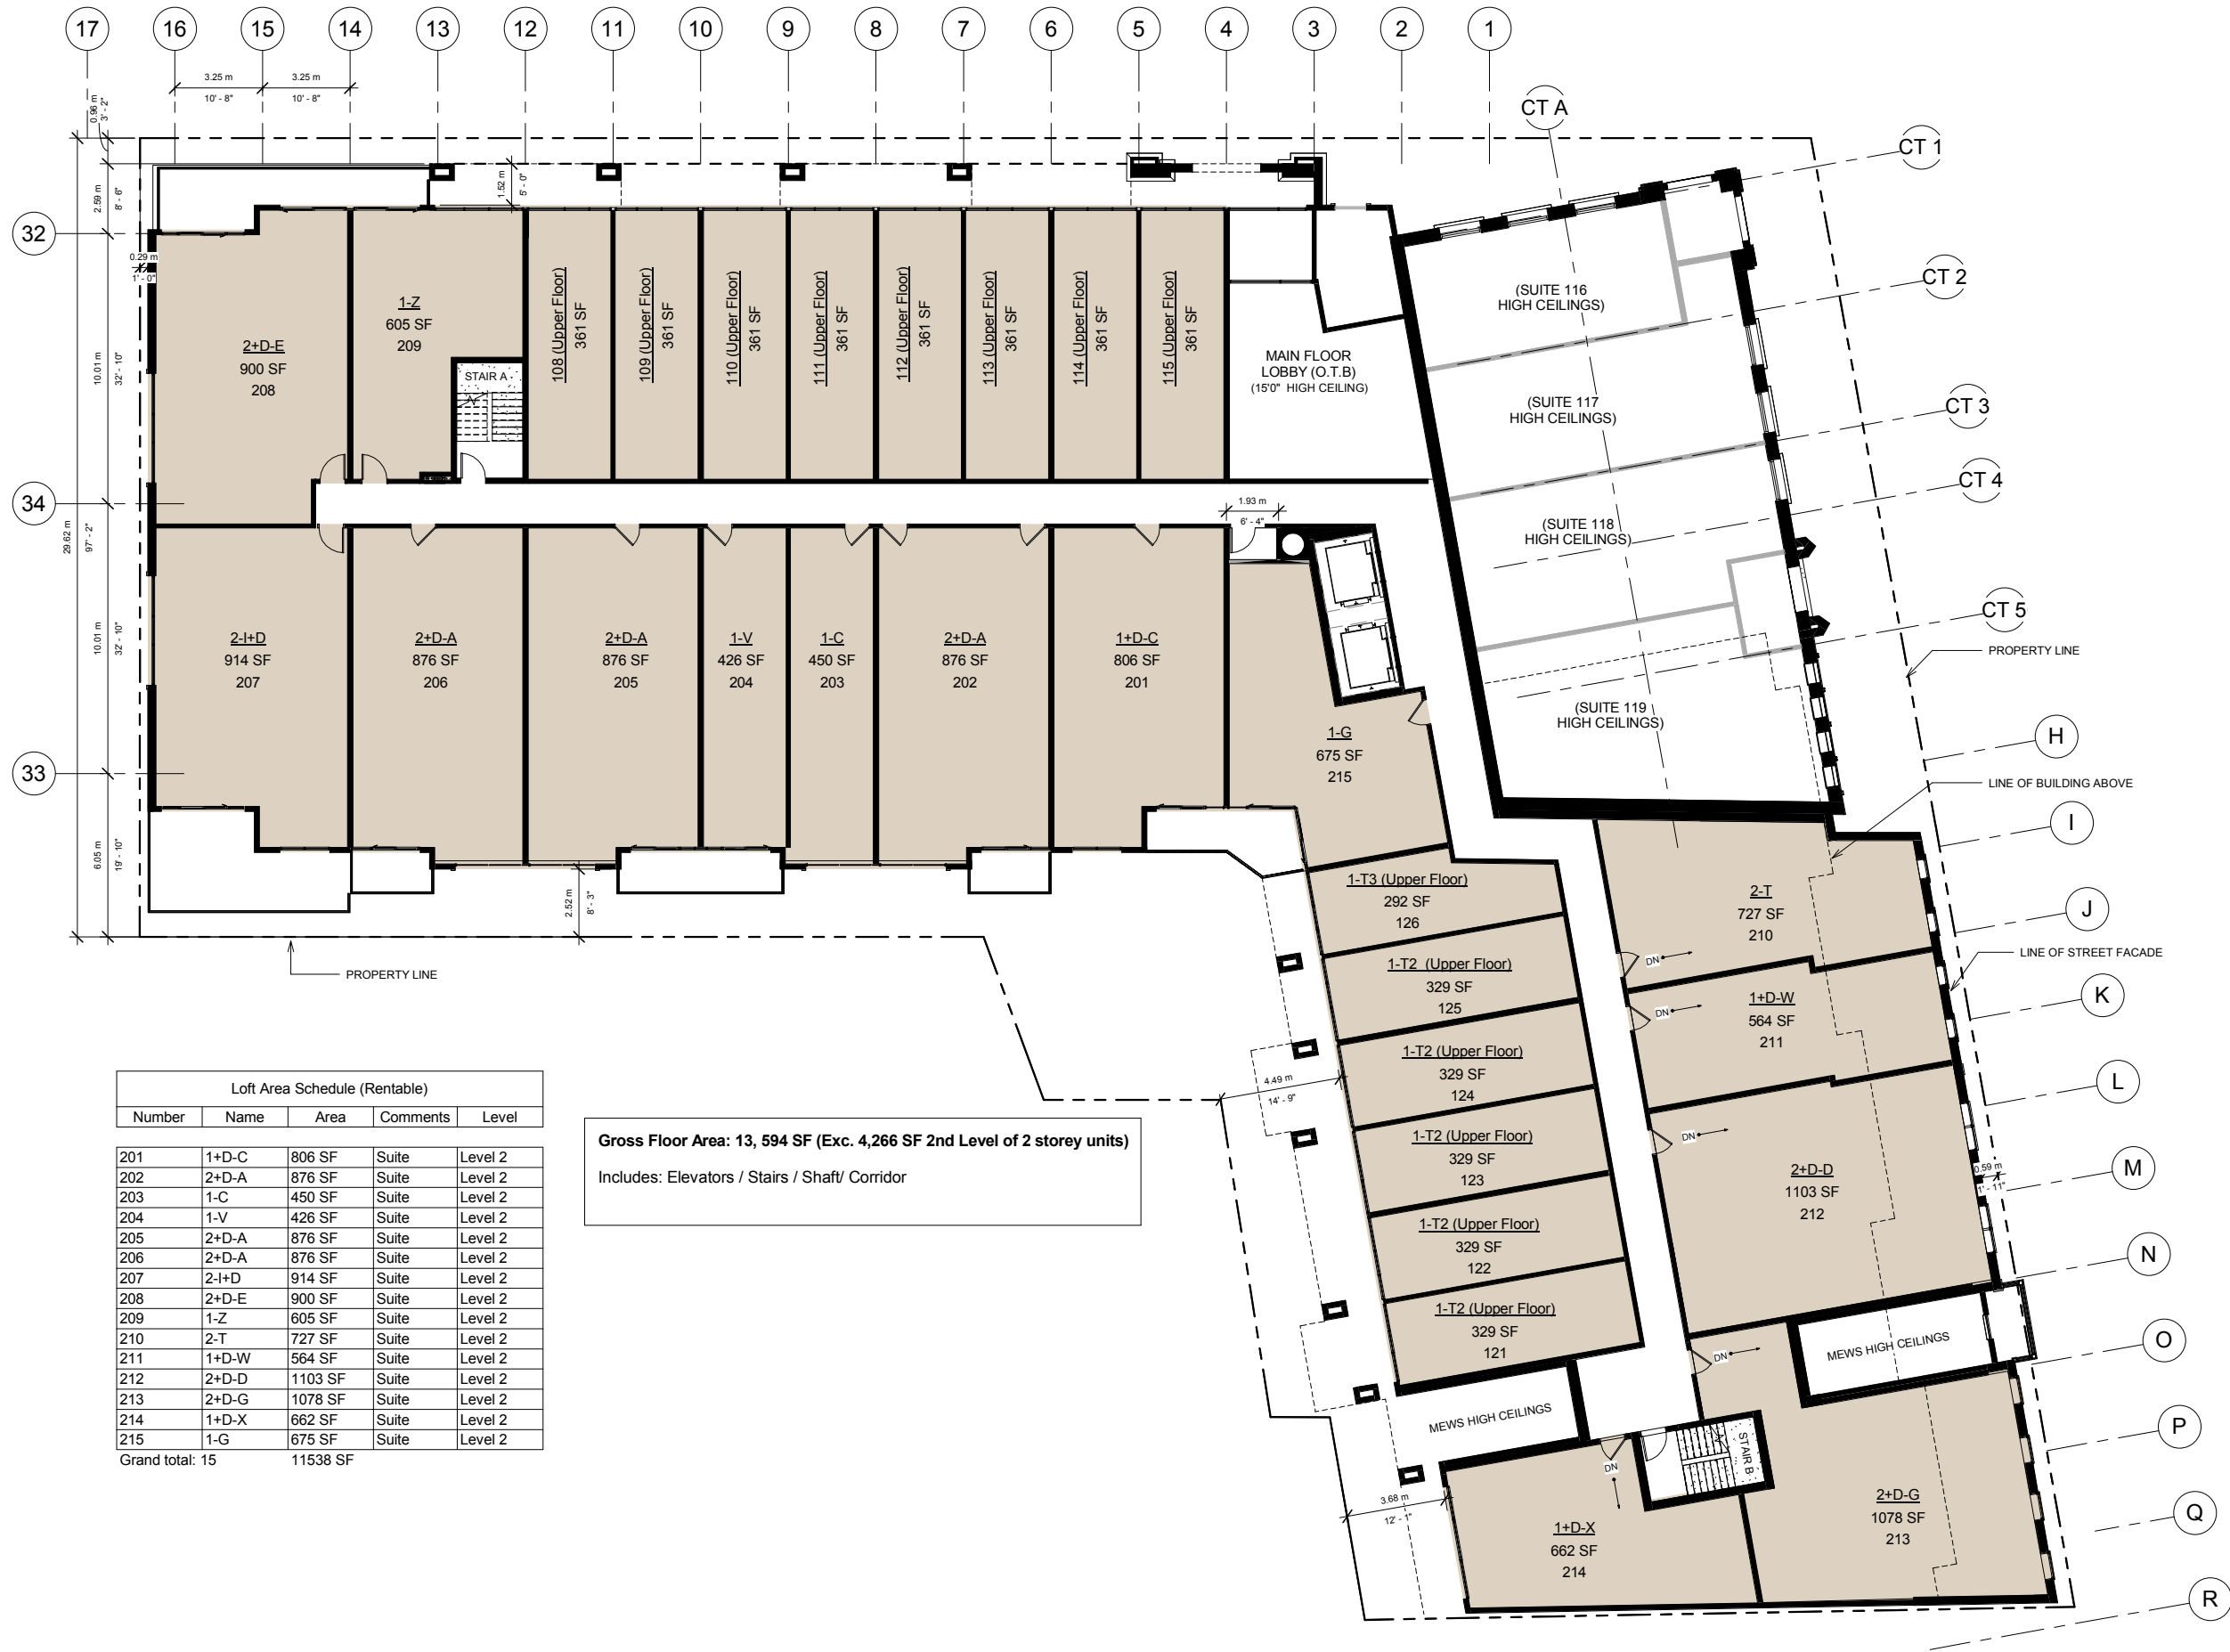 17
16
15
14
13
12
11
10
9
8
7
6
5
4
3
2
1
CT A
CT 1
CT 2
CT 3
CT 4
CT 5
H
I
J
K
L
M
N
O
P
Q
R
32
34
33
3.25 m
10' - 8"
3.25 m
10' - 8"
0.96 m
3' - 2"
2.59 m
8' - 6"
1.52 m
5' - 0"
0.29 m
1' - 0"
10.01 m
32' - 10"
29.62 m
97' - 2"
10.01 m
32' - 10"
6.05 m
19' - 10"
2.52 m
8' - 3"
1.93 m
6' - 4"
4.49 m
14' - 9"
3.68 m
12' - 1"
0.59 m
1' - 11"
2+D-E
900 SF
208
1-Z
605 SF
209
STAIR A
108 (Upper Floor)
361 SF
109 (Upper Floor)
361 SF
110 (Upper Floor)
361 SF
111 (Upper Floor)
361 SF
112 (Upper Floor)
361 SF
113 (Upper Floor)
361 SF
114 (Upper Floor)
361 SF
115 (Upper Floor)
361 SF
MAIN FLOOR
LOBBY (O.T.B)
(15'0" HIGH CEILING)
(SUITE 116
HIGH CEILINGS)
(SUITE 117
HIGH CEILINGS)
(SUITE 118
HIGH CEILINGS)
(SUITE 119
HIGH CEILINGS)
PROPERTY LINE
LINE OF BUILDING ABOVE
LINE OF STREET FACADE
2-I+D
914 SF
207
2+D-A
876 SF
206
2+D-A
876 SF
205
1-V
426 SF
204
1-C
450 SF
203
2+D-A
876 SF
202
1+D-C
806 SF
201
1-G
675 SF
215
1-T3 (Upper Floor)
292 SF
126
1-T2 (Upper Floor)
329 SF
125
1-T2 (Upper Floor)
329 SF
124
1-T2 (Upper Floor)
329 SF
123
1-T2 (Upper Floor)
329 SF
122
1-T2 (Upper Floor)
329 SF
121
2-T
727 SF
210
DN
1+D-W
564 SF
211
DN
2+D-D
1103 SF
212
DN
MEWS HIGH CEILINGS
DN
MEWS HIGH CEILINGS
STAIR B
DN
2+D-G
1078 SF
213
1+D-X
662 SF
214
PROPERTY LINE
Loft Area Schedule (Rentable)
Number Name Area Comments Level
201 1+D-C 806 SF Suite Level 2
202 2+D-A 876 SF Suite Level 2
203 1-C 450 SF Suite Level 2
204 1-V 426 SF Suite Level 2
205 2+D-A 876 SF Suite Level 2
206 2+D-A 876 SF Suite Level 2
207 2-I+D 914 SF Suite Level 2
208 2+D-E 900 SF Suite Level 2
209 1-Z 605 SF Suite Level 2
210 2-T 727 SF Suite Level 2
211 1+D-W 564 SF Suite Level 2
212 2+D-D 1103 SF Suite Level 2
213 2+D-G 1078 SF Suite Level 2
214 1+D-X 662 SF Suite Level 2
215 1-G 675 SF Suite Level 2
Grand total: 15 11538 SF
Gross Floor Area: 13, 594 SF (Exc. 4,266 SF 2nd Level of 2 storey units)
Includes: Elevators / Stairs / Shaft/ Corridor